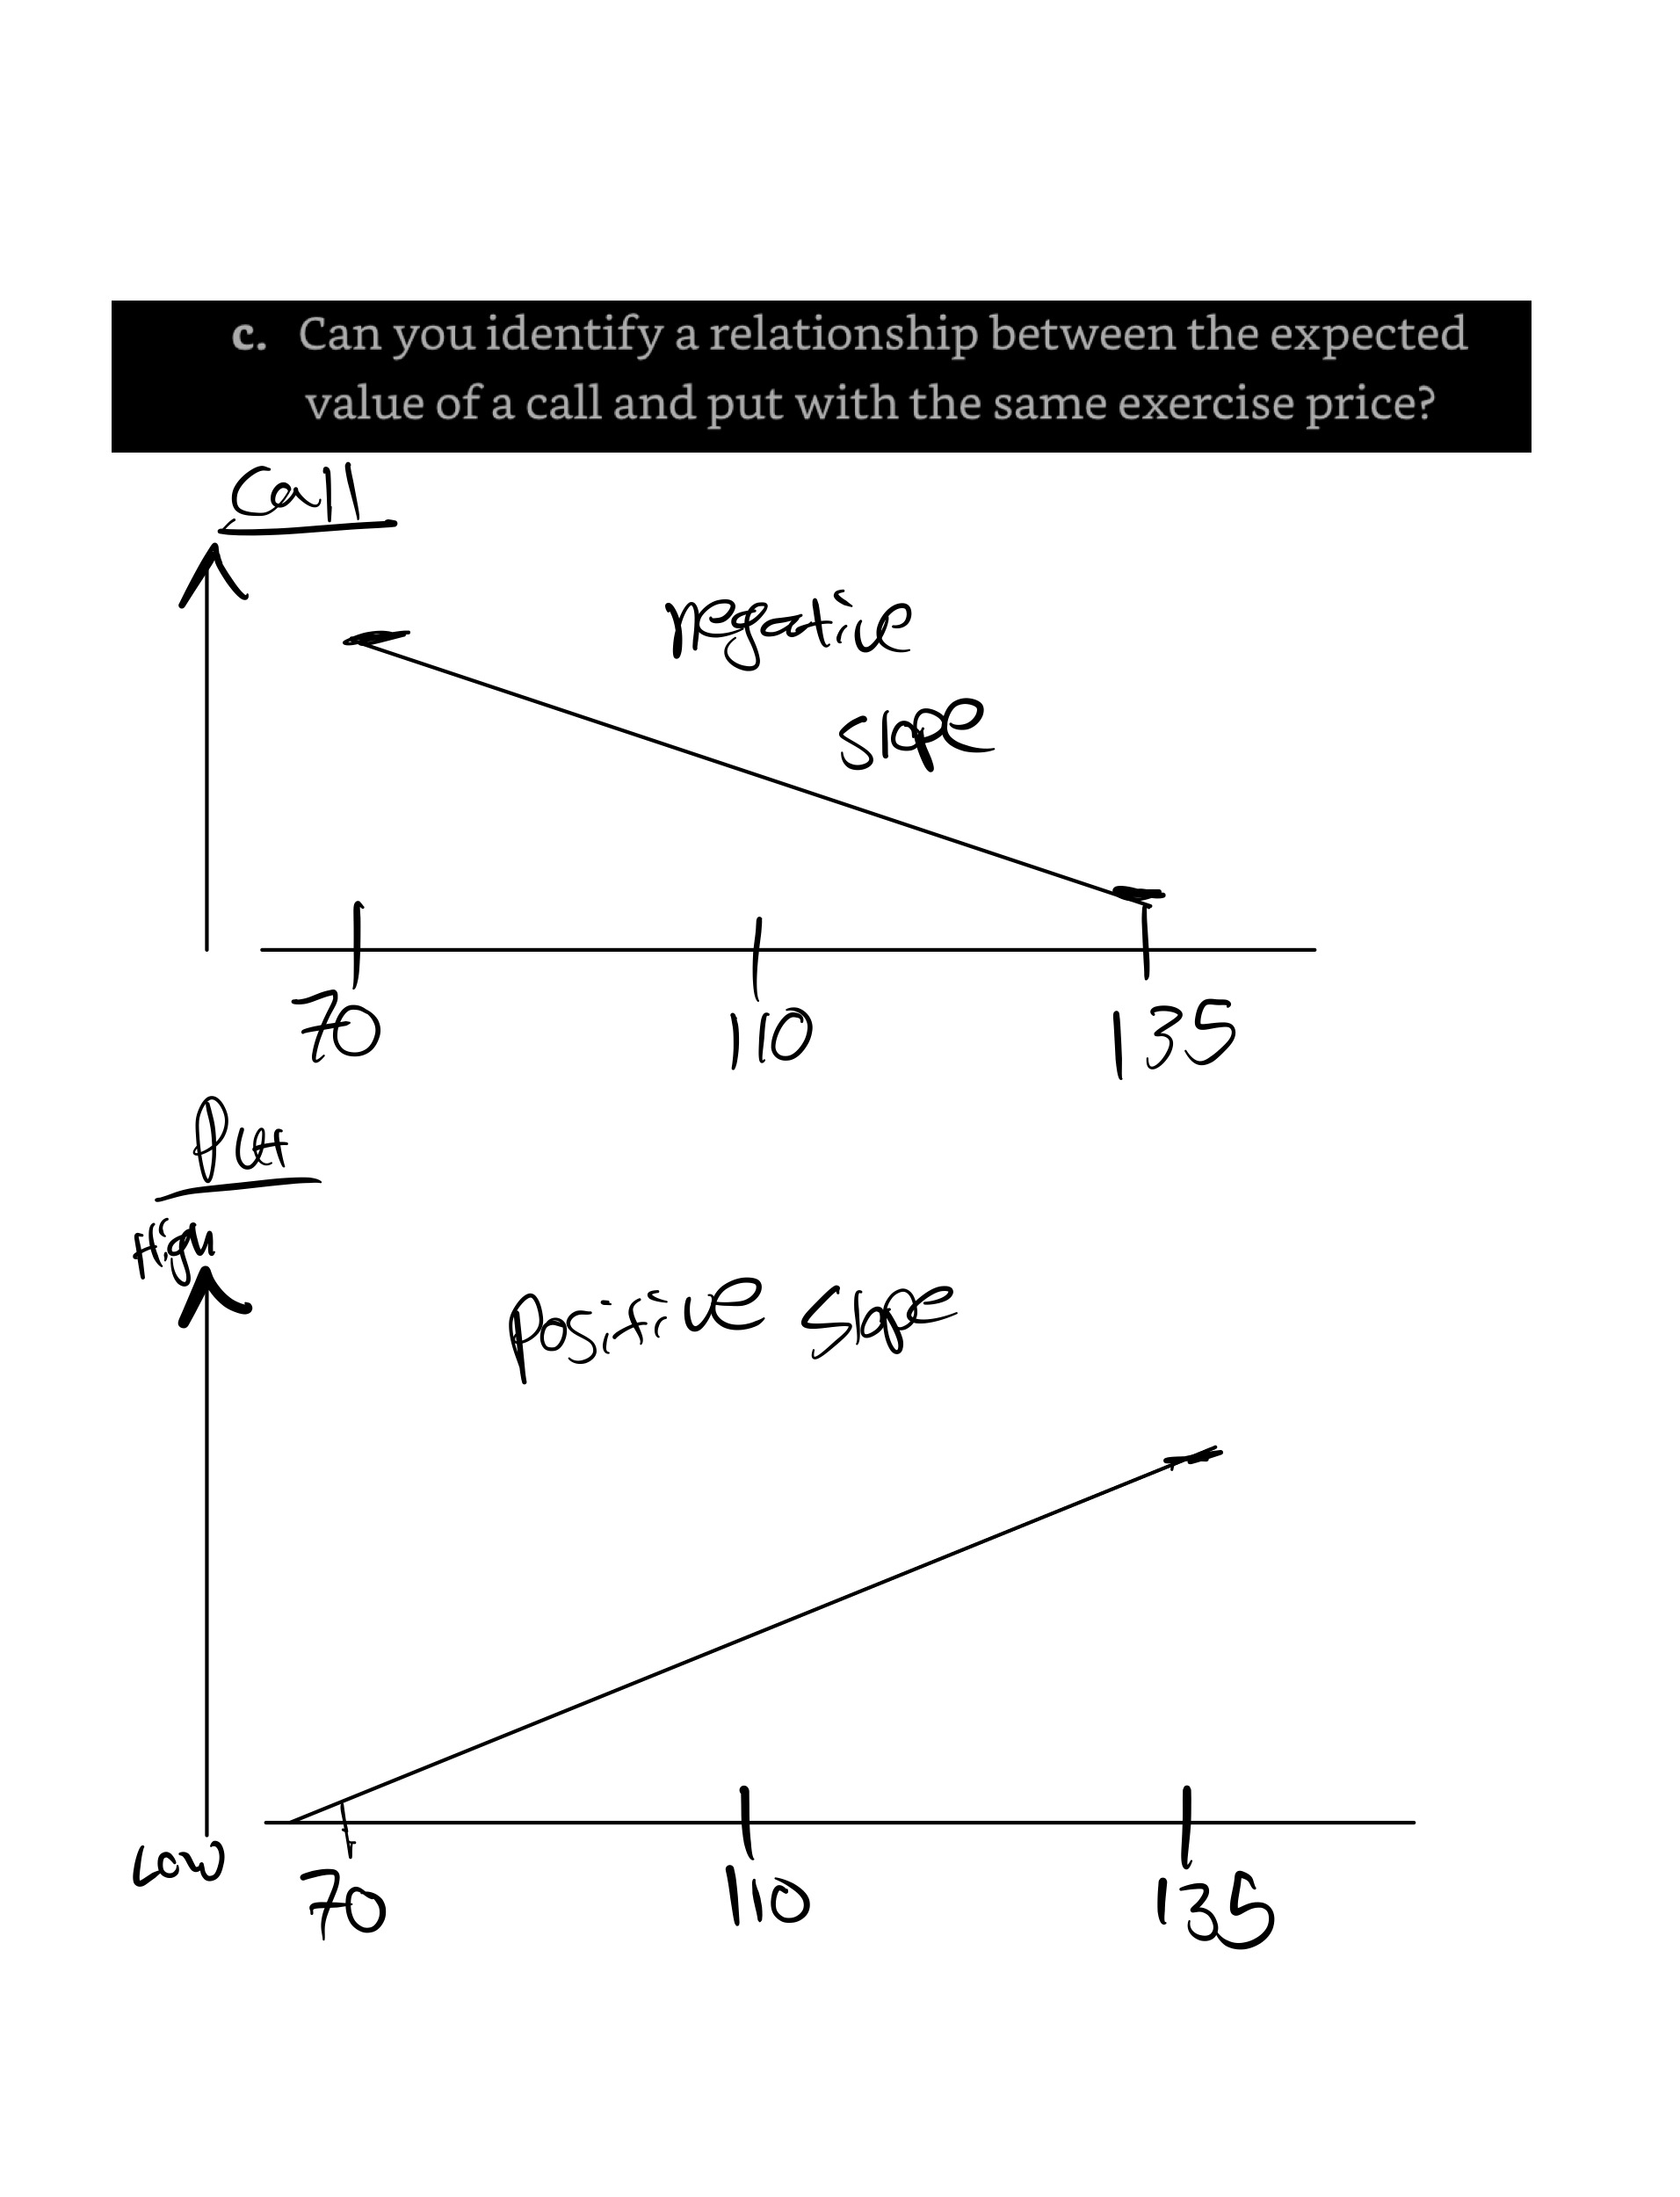 c. Can you identify a relationship between the expected
value of a call and put with the same exercise price?
Call
negative
slope
70
110
135
Put
High
positive slope
Low
70
110
135